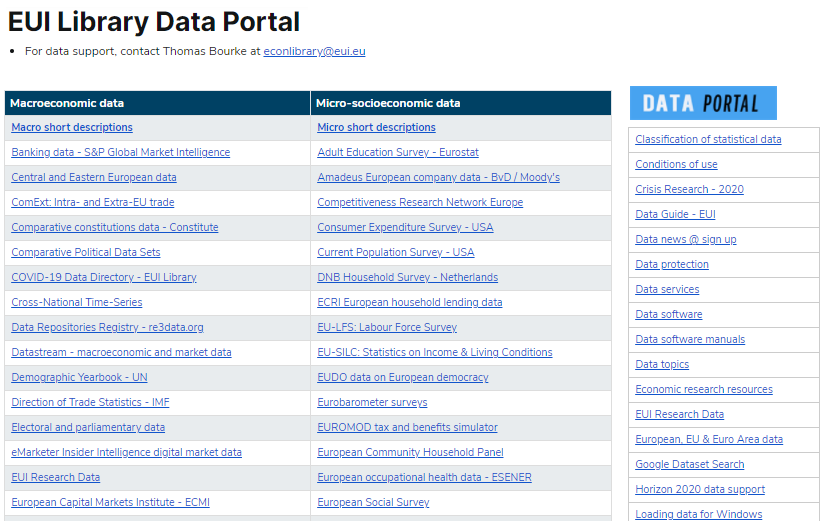 EUI Library Data Portal
• For data support, contact Thomas Bourke at econlibrary@eui.eu
Macroeconomic data
Micro-socioeconomic data
Macro short descriptions
Micro short descriptions
Banking data - S&P Global Market Intelligence
Adult Education Survey - Eurostat
Central and Eastern European data
Amadeus European company data - BvD / Moody's
ComExt: Intra- and Extra-EU trade
Competitiveness Research Network Europe
Comparative constitutions data - Constitute
Consumer Expenditure Survey - USA
Comparative Political Data Sets
Current Population Survey - USA
COVID-19 Data Directory - EUI Library
DNB Household Survey - Netherlands
Cross-National Time-Series
ECRI European household lending data
Data Repositories Registry - re3data.org
EU-LFS: Labour Force Survey
Datastream - macroeconomic and market data
EU-SILC: Statistics on Income & Living Conditions
Demographic Yearbook - UN
EUDO data on European democracy
Direction of Trade Statistics - IMF
Eurobarometer surveys
Electoral and parliamentary data
EUROMOD tax and benefits simulator
eMarketer Insider Intelligence digital market data
European Community Household Panel
EUI Research Data
European occupational health data - ESENER
European Capital Markets Institute - ECMI
European Social Survey
DATA PORTAL
Classification of statistical data
Conditions of use
Crisis Research - 2020
Data Guide - EUI
Data news @ sign up
Data protection
Data services
Data software
Data software manuals
Data topics
Economic research resources
EUI Research Data
European, EU & Euro Area data
Google Dataset Search
Horizon 2020 data support
Loading data for Windows